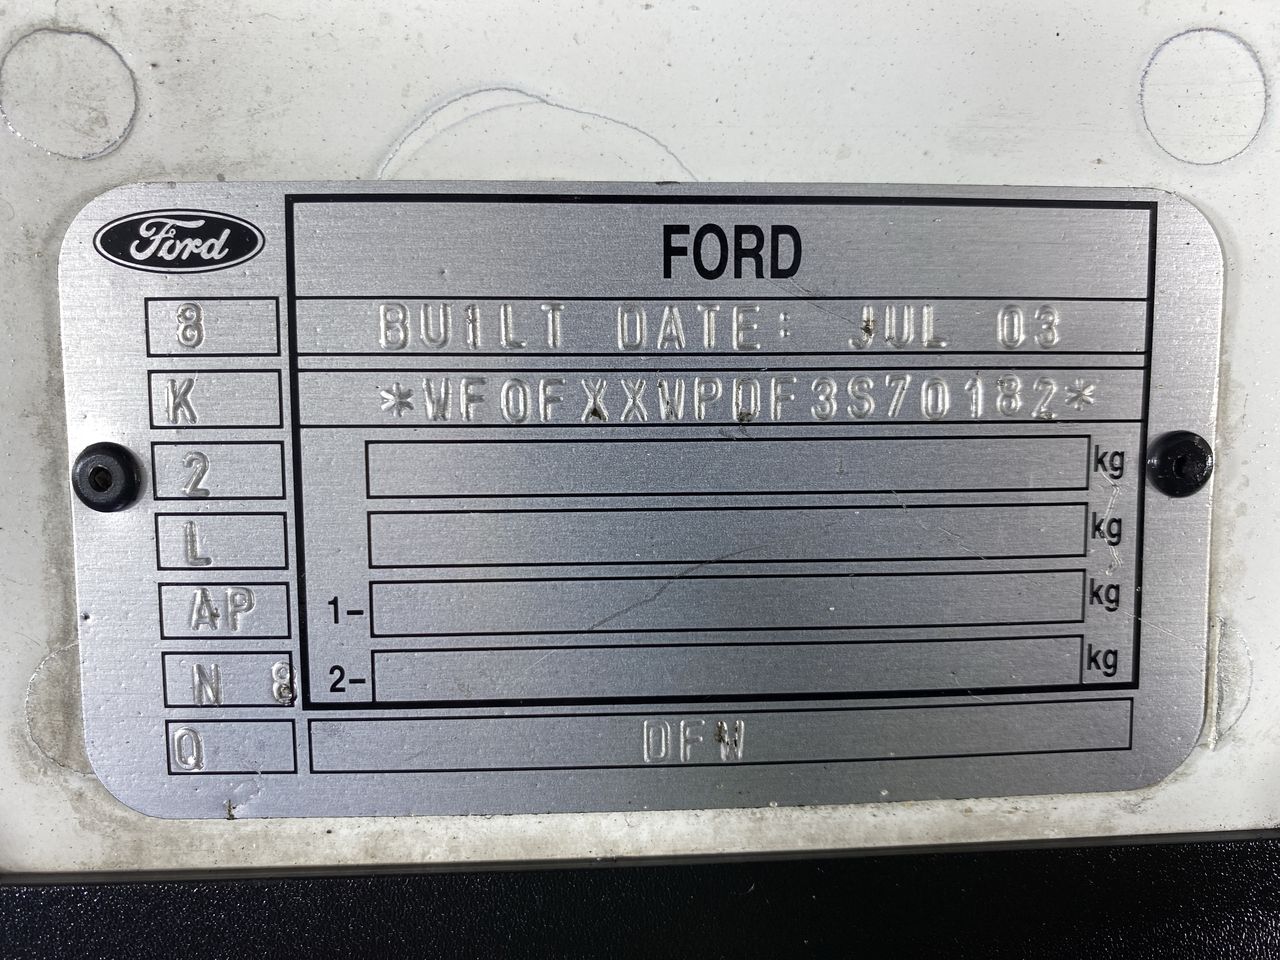 Ford
FORD
8
BUILT DATE: JUL 03
K
*WF0FXXWPDF3S70182*
2
kg
L
kg
AP
1-
kg
N 8
2-
kg
Q
DFW